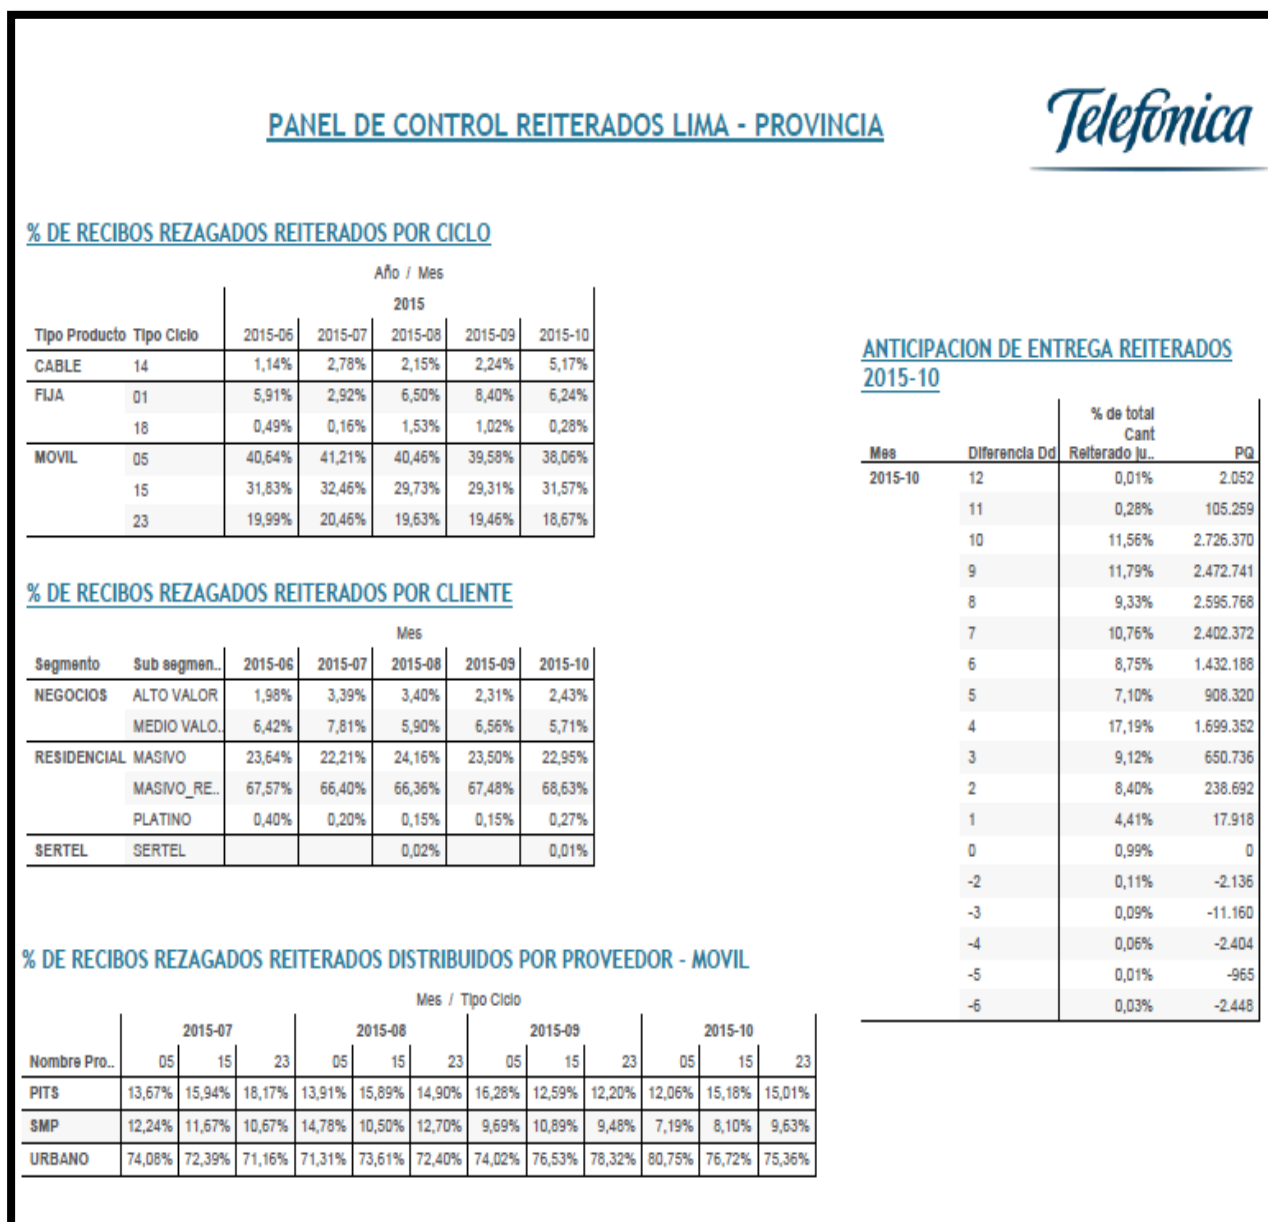 PANEL DE CONTROL REITERADOS LIMA - PROVINCIA
Telefónica
% DE RECIBOS REZAGADOS REITERADOS POR CICLO
Año / Mes
2015
Tipo Producto Tipo Ciclo 2015-06 2015-07 2015-08 2015-09 2015-10
CABLE 14 1,14% 2,78% 2,15% 2,24% 5,17%
FIJA 01 5,91% 2,92% 6,50% 8,40% 6,24%
18 0,49% 0,16% 1,53% 1,02% 0,28%
MOVIL 05 40,64% 41,21% 40,46% 39,58% 38,06%
15 31,83% 32,46% 29,73% 29,31% 31,57%
23 19,99% 20,46% 19,63% 19,46% 18,67%
% DE RECIBOS REZAGADOS REITERADOS POR CLIENTE
Mes
Segmento Sub segmen.. 2015-06 2015-07 2015-08 2015-09 2015-10
NEGOCIOS ALTO VALOR 1,98% 3,39% 3,40% 2,31% 2,43%
MEDIO VALO.. 6,42% 7,81% 5,90% 6,56% 5,71%
RESIDENCIAL MASIVO 23,64% 22,21% 24,16% 23,50% 22,95%
MASIVO_RE.. 67,57% 66,40% 66,36% 67,48% 68,63%
PLATINO 0,40% 0,20% 0,15% 0,15% 0,27%
SERTEL SERTEL 0,02% 0,01%
% DE RECIBOS REZAGADOS REITERADOS DISTRIBUIDOS POR PROVEEDOR - MOVIL
Mes / Tipo Ciclo
2015-07 2015-08 2015-09 2015-10
Nombre Pro.. 05 15 23 05 15 23 05 15 23 05 15 23
PITS 13,67% 15,94% 18,17% 13,91% 15,89% 14,90% 16,28% 12,59% 12,20% 12,06% 15,18% 15,01%
SMP 12,24% 11,67% 10,67% 14,78% 10,50% 12,70% 9,69% 10,89% 9,48% 7,19% 8,10% 9,63%
URBANO 74,08% 72,39% 71,16% 71,31% 73,61% 72,40% 74,02% 76,53% 78,32% 80,75% 76,72% 75,36%
ANTICIPACION DE ENTREGA REITERADOS
2015-10
% de total
Cant
Mes Diferencia Dd Reiterado ju.. PQ
2015-10 12 0,01% 2.052
11 0,28% 105.259
10 11,56% 2.726.370
9 11,79% 2.472.741
8 9,33% 2.595.768
7 10,76% 2.402.372
6 8,75% 1.432.188
5 7,10% 908.320
4 17,19% 1.699.352
3 9,12% 650.736
2 8,40% 238.692
1 4,41% 17.918
0 0,99% 0
-2 0,11% -2.136
-3 0,09% -11.160
-4 0,06% -2.404
-5 0,01% -965
-6 0,03% -2.448